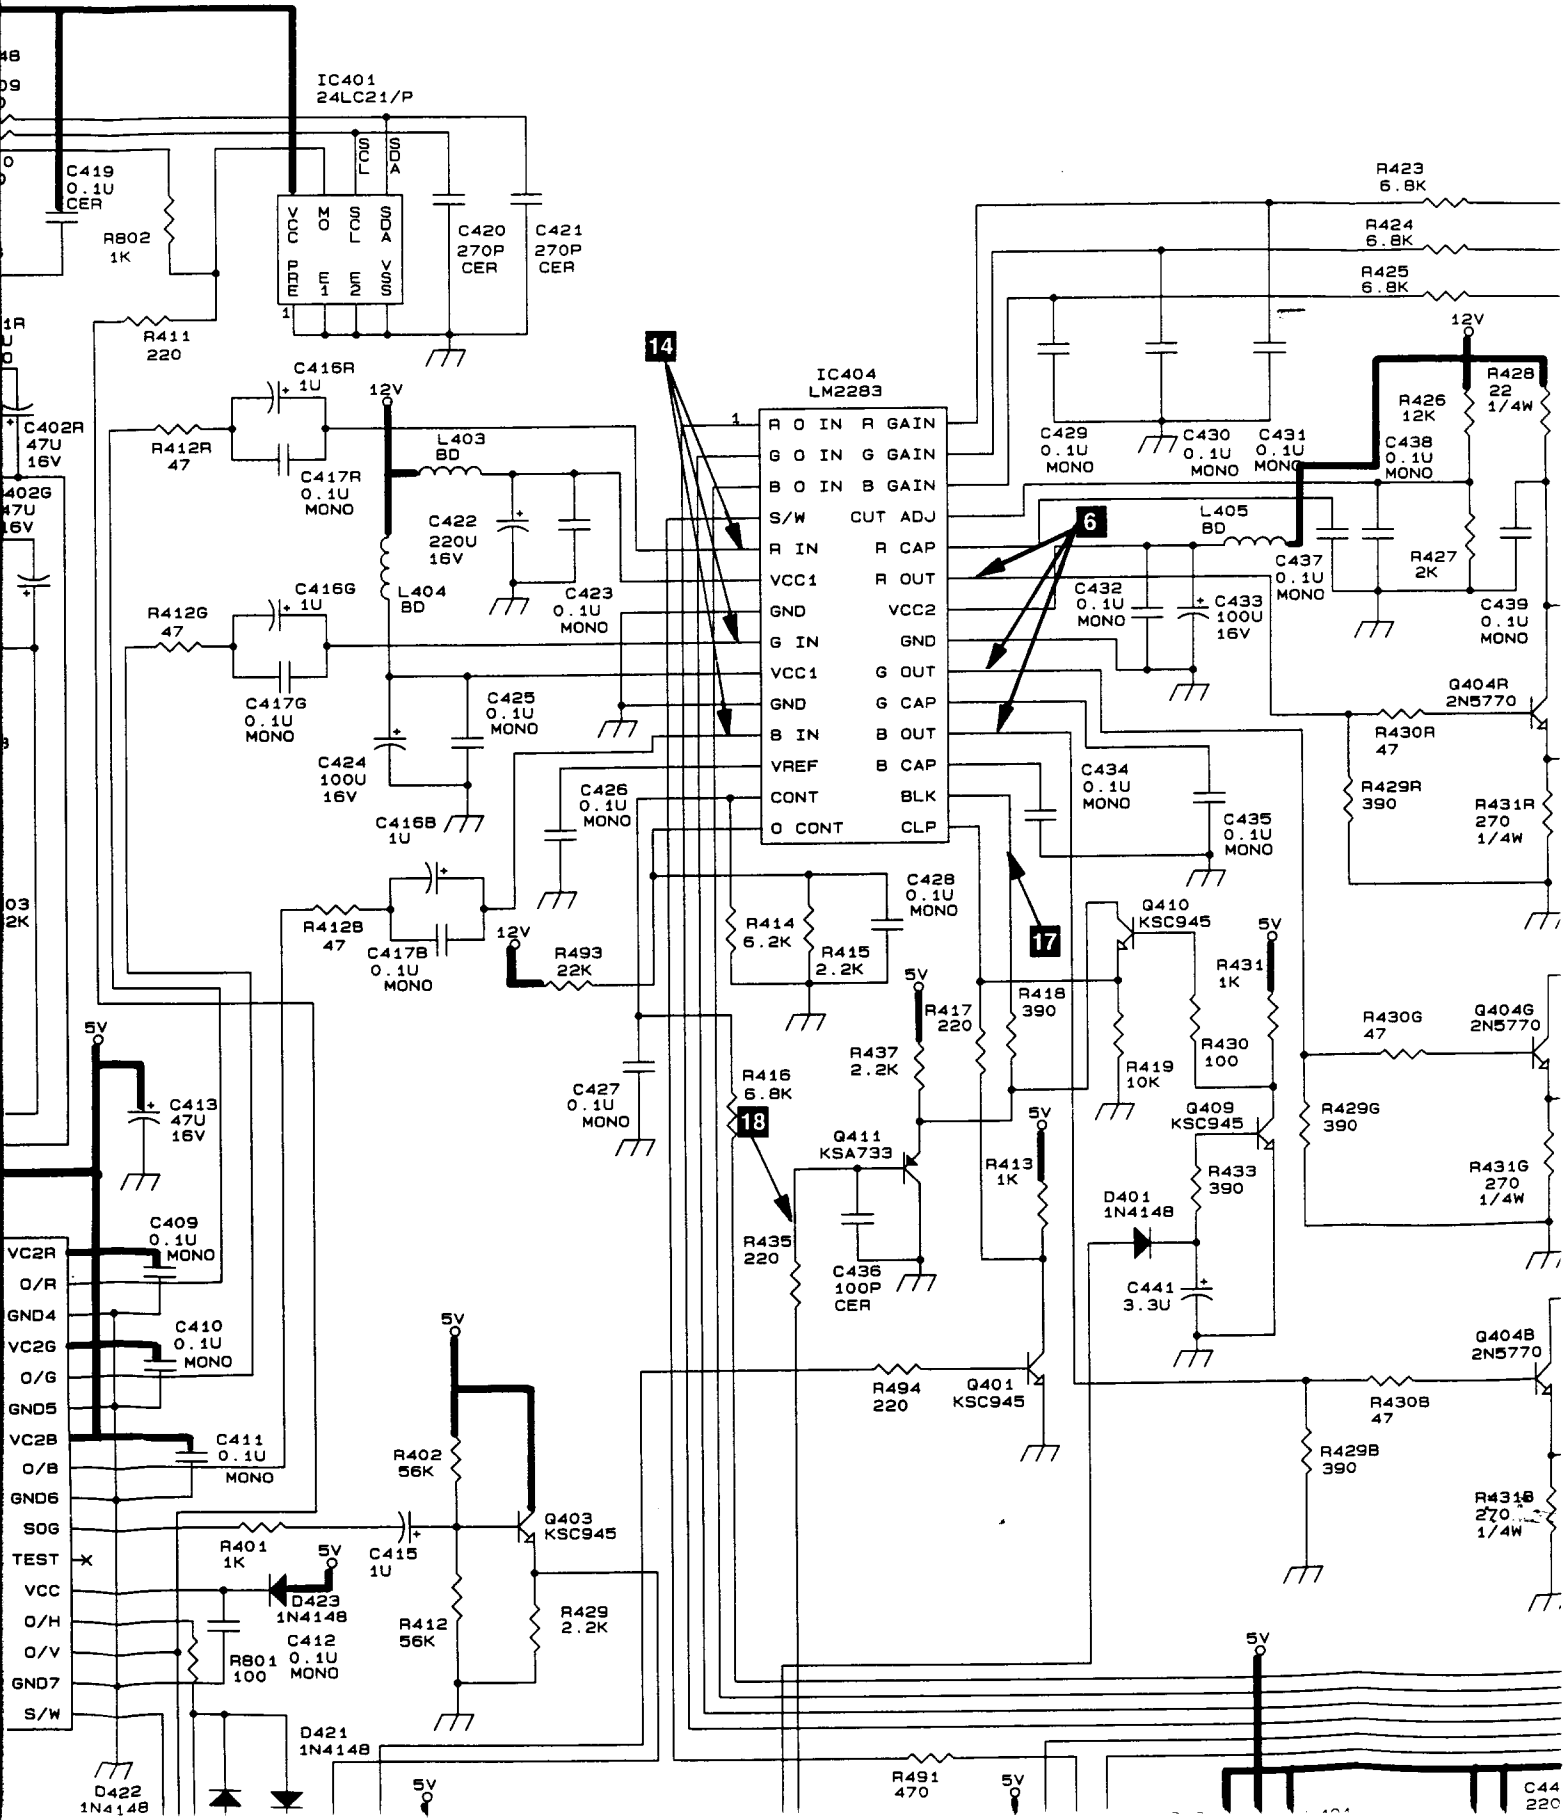 IC401
24LC21/P
SCL
SDA
C419
0.1U
CER
R802
1K
VCC
MO
SCL
SDA
PRE
E1
E2
VSS
1
C420
270P
CER
C421
270P
CER
R411
220
R423
6.8K
R424
6.8K
R425
6.8K
14
IC404
LM2283
12V
R428
22
1/4W
R426
12K
C416R
1U
12V
C402R
47U
16V
R412R
47
L403
BD
C417R
0.1U
MONO
C422
220U
16V
C429
0.1U
MONO
C430
0.1U
MONO
C431
0.1U
MONO
C438
0.1U
MONO
1
R O IN R GAIN
G O IN G GAIN
B O IN B GAIN
S/W CUT ADJ
R IN R CAP
VCC1 R OUT
GND VCC2
G IN GND
VCC1 G OUT
GND G CAP
B IN B OUT
VREF B CAP
CONT BLK
O CONT CLP
6
L405
BD
C437
0.1U
MONO
R427
2K
C439
0.1U
MONO
402G
47U
16V
L404
BD
C416G
1U
R412G
47
C423
0.1U
MONO
C432
0.1U
MONO
C433
100U
16V
C417G
0.1U
MONO
C425
0.1U
MONO
C424
100U
16V
Q404R
2N5770
R430R
47
R429R
390
R431R
270
1/4W
C426
0.1U
MONO
C434
0.1U
MONO
C435
0.1U
MONO
C416B
1U
R412B
47
C417B
0.1U
MONO
12V
R493
22K
R414
6.2K
R415
2.2K
C428
0.1U
MONO
17
Q410
KSC945
5V
R431
1K
5V
R417
220
R418
390
R437
2.2K
R419
10K
R430
100
R430G
47
Q404G
2N5770
5V
C413
47U
16V
C427
0.1U
MONO
R416
6.8K
18
Q411
KSA733
5V
R413
1K
Q409
KSC945
R433
390
R429G
390
R431G
270
1/4W
D401
1N4148
R435
220
C436
100P
CER
C441
3.3U
C409
0.1U
MONO
C410
0.1U
MONO
C411
0.1U
MONO
VC2R
O/R
GND4
VC2G
O/G
GND5
VC2B
O/B
GND6
SOG
TEST
VCC
O/H
O/V
GND7
S/W
5V
R402
56K
R494
220
Q401
KSC945
Q404B
2N5770
R430B
47
R429B
390
R431B
270
1/4W
R401
1K
C415
1U
Q403
KSC945
5V
D423
1N4148
R412
56K
R429
2.2K
R801
100
C412
0.1U
MONO
5V
D421
1N4148
D422
1N4148
5V
R491
470
5V
C44
220